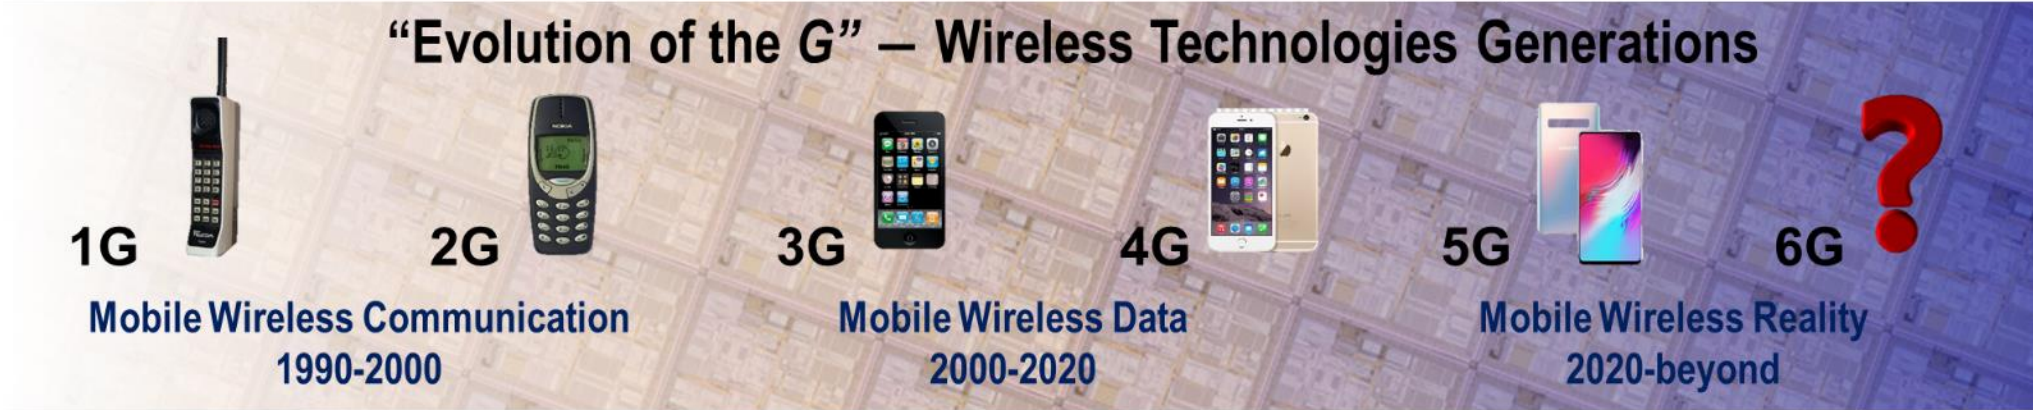 “Evolution of the G” — Wireless Technologies Generations
NOKIA
1G
2G
3G
4G
5G
6G
?
Mobile Wireless Communication
1990-2000
Mobile Wireless Data
2000-2020
Mobile Wireless Reality
2020-beyond